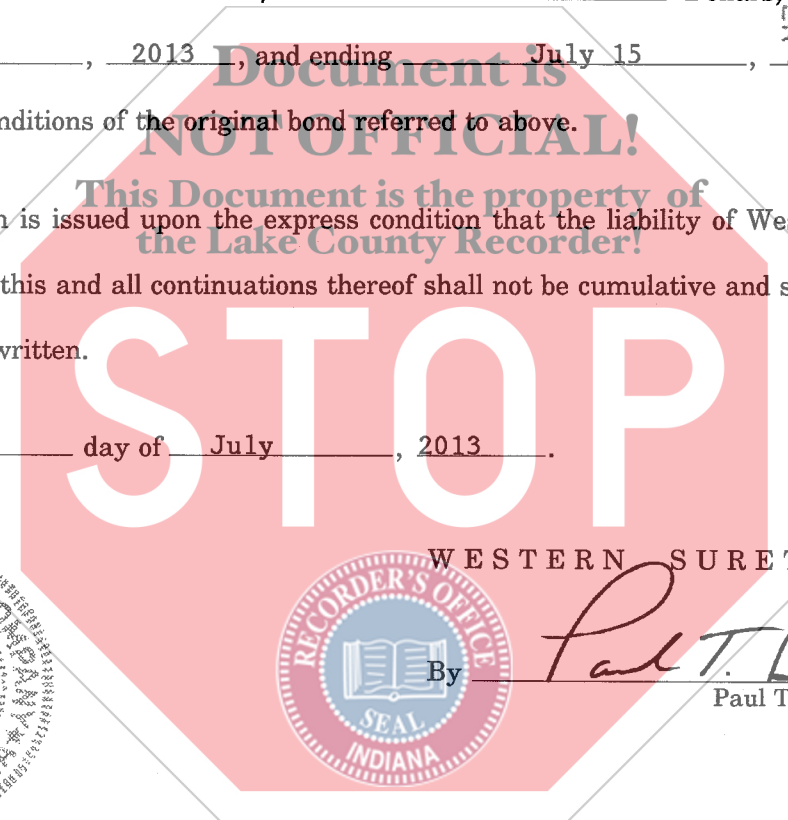 , 2013 , and ending July 15 ,
Document is
nditions of the original bond referred to above.
NOT OFFICIAL!
This Document is the property of
n is issued upon the express condition that the liability of We
the Lake County Recorder!
this and all continuations thereof shall not be cumulative and s
written.
STOP
day of July , 2013 .
WESTERN SURET
RECORDER'S OFFICE
SEAL
INDIANA
By Paul T.
Paul T